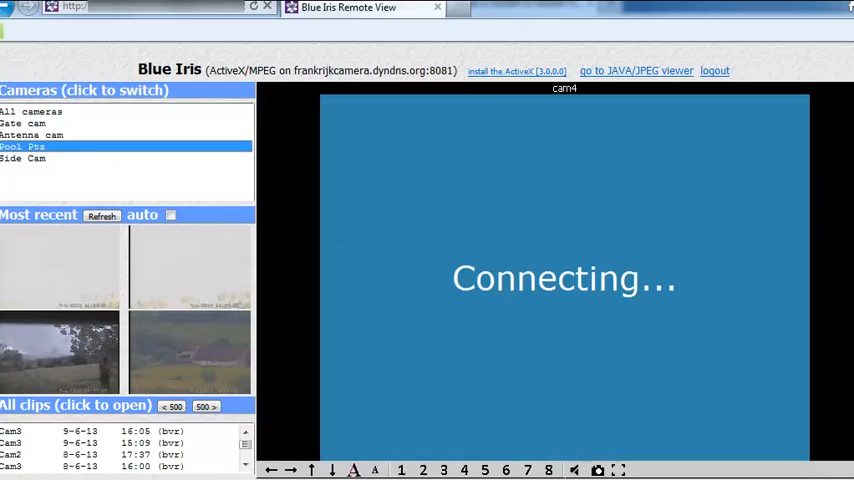 http:/
Blue Iris Remote View
Blue Iris (ActiveX/MPEG on frankrijkcamera.dyndns.org:8081) install the ActiveX [3.0.0.0] go to JAVA/JPEG viewer logout
Cameras (click to switch)
cam4
All cameras
Gate cam
Antenna cam
Pool Ptz
Side Cam
Most recent Refresh auto
Connecting...
All clips (click to open) < 500 500 >
Cam3 9-6-13 16:05 (bvr)
Cam3 9-6-13 15:09 (bvr)
Cam2 8-6-13 17:37 (bvr)
Cam3 8-6-13 16:00 (bvr)
← → ↑ ↓ A A 1 2 3 4 5 6 7 8